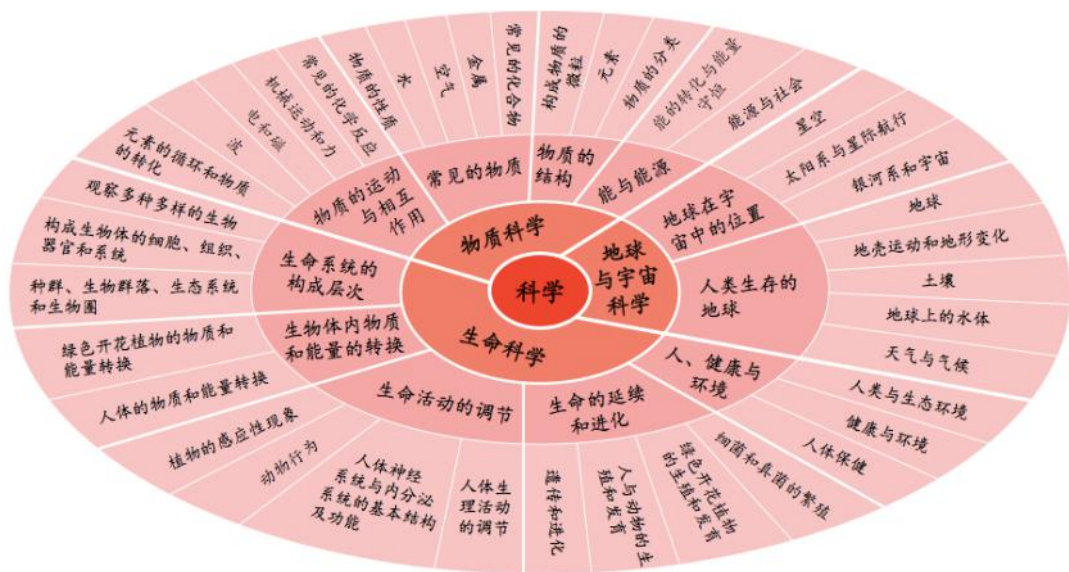 科学
物质科学
地球
与宇宙
科学
生命科学
物质的运动
与相互
作用
常见的物质
物质的
结构
能与能源
地球在宇
宙中的位置
人类生存的
地球
人、健康与
环境
生命的延续
和进化
生命活动的调节
生物体内物质
和能量的转换
生命系统的
构成层次
元素的循环和物质
的转化
波
电和磁
机械运动和力
常见的化学反应
物质的性质
水
空气
金属
常见的化合物
构成物质的
微粒
元素
物质的分类
能的转化与能量
守恒
能源与社会
星空
太阳系与星际航行
银河系和宇宙
地球
地壳运动和地形变化
土壤
地球上的水体
天气与气候
人类与生态环境
健康与环境
人体保健
细菌和真菌的繁殖
绿色开花植物
的生殖和发育
人与动物的生
殖和发育
遗传和进化
人体生
理活动
的调节
人体神经
系统与内分泌
系统的基本结构
及功能
动物行为
植物的感应性现象
人体的物质和能量转换
绿色开花植物的物质和
能量转换
种群、生物群落、生态系统
和生物圈
构成生物体的细胞、组织、
器官和系统
观察多种多样的生物